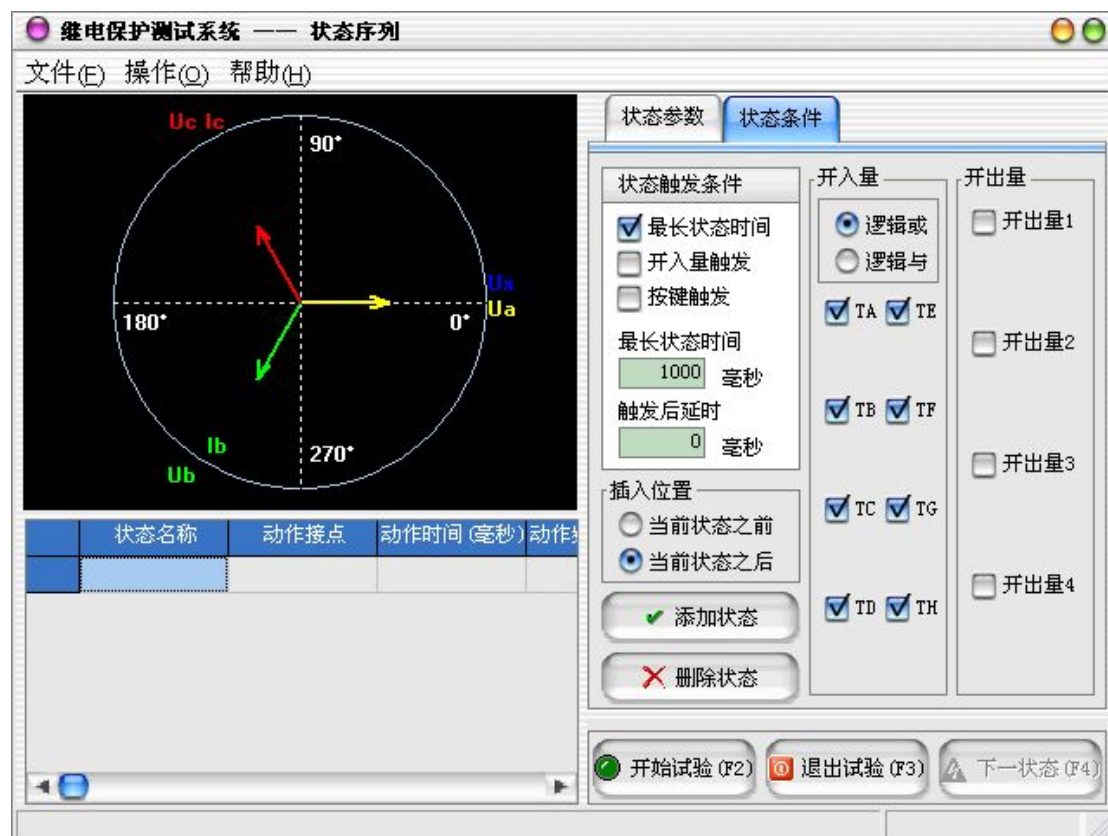 继电保护测试系统 —— 状态序列
文件(F) 操作(O) 帮助(H)
Uc Ic
90°
Ux
Ua
180°
0°
Ib
270°
Ub
状态名称 动作接点 动作时间(毫秒)
状态参数 状态条件
状态触发条件
最长状态时间
开入量触发
按键触发
最长状态时间
1000 毫秒
触发后延时
0 毫秒
插入位置
当前状态之前
当前状态之后
添加状态
删除状态
开入量
逻辑或
逻辑与
TA TE
TB TF
TC TG
TD TH
开出量
开出量1
开出量2
开出量3
开出量4
开始试验(F2) 退出试验(F3) 下一状态(F4)